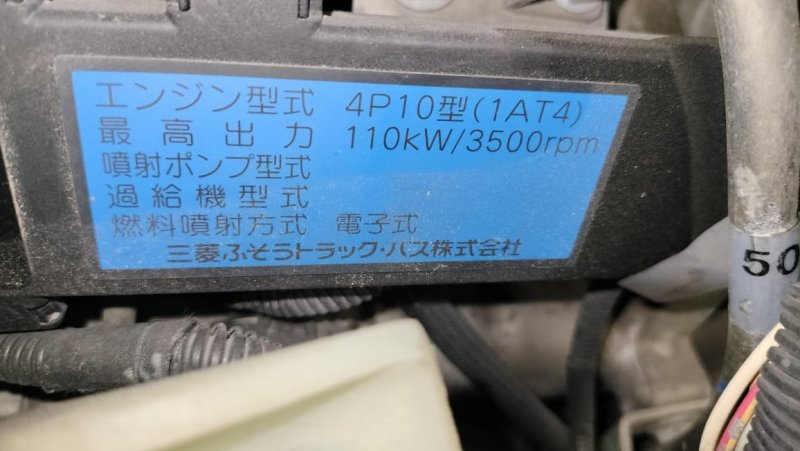 エンジン型式 4P10型(1AT4)
最高出力 110kW/3500rpm
噴射ポンプ型式
過給機型式
燃料噴射方式 電子式
三菱ふそうトラック・バス株式会社
50